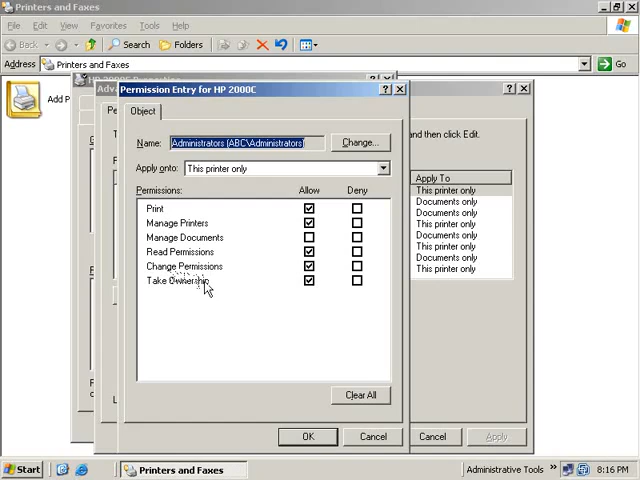 Printers and Faxes
File Edit View Favorites Tools Help
Back Search Folders
Address Printers and Faxes Go
Add P
Permission Entry for HP 2000C
Object
Name: Administrators (ABC\Administrators) Change...
Apply onto: This printer only
Permissions: Allow Deny
Print
Manage Printers
Manage Documents
Read Permissions
Change Permissions
Take Ownership
Clear All
OK Cancel
and then click Edit.
Apply To
This printer only
Documents only
Documents only
This printer only
Documents only
This printer only
Documents only
This printer only
Cancel Apply
Start Printers and Faxes Administrative Tools » 8:16 PM